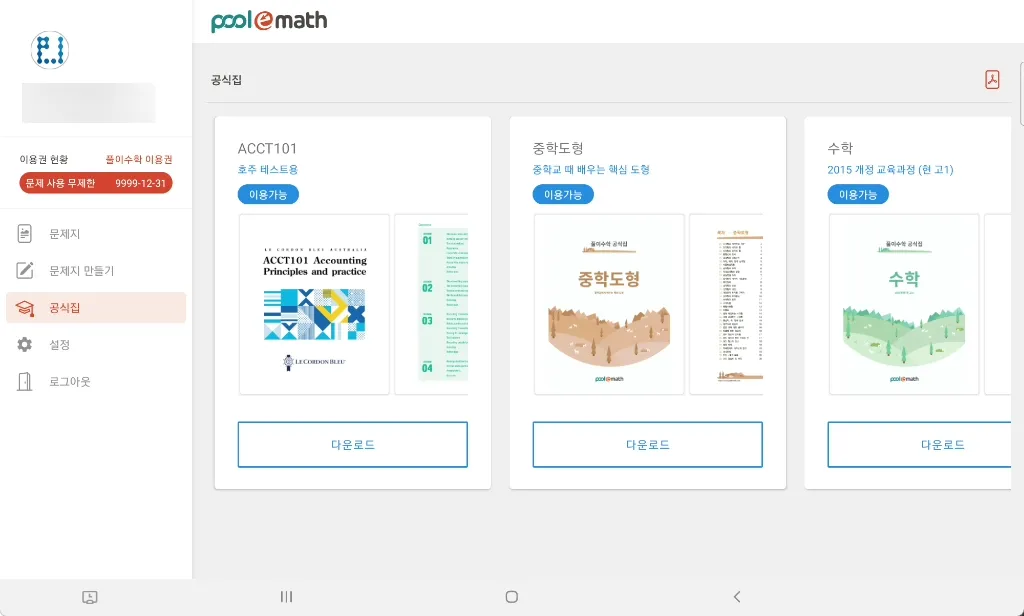 pool e math
이용권 현황
풀이수학 이용권
문제 사용 무제한
9999-12-31
문제지
문제지 만들기
공식집
설정
로그아웃
공식집
ACCT101
호주 테스트용
이용가능
LE CORDON BLEU AUSTRALIA
ACCT101 Accounting
Principles and practice
LE CORDON BLEU
01
02
03
04
다운로드
중학도형
중학교 때 배우는 핵심 도형
이용가능
풀이수학 공식집
중학도형
pool e math
다운로드
수학
2015 개정 교육과정 (현 고1)
이용가능
풀이수학 공식집
수학
pool e math
다운로드